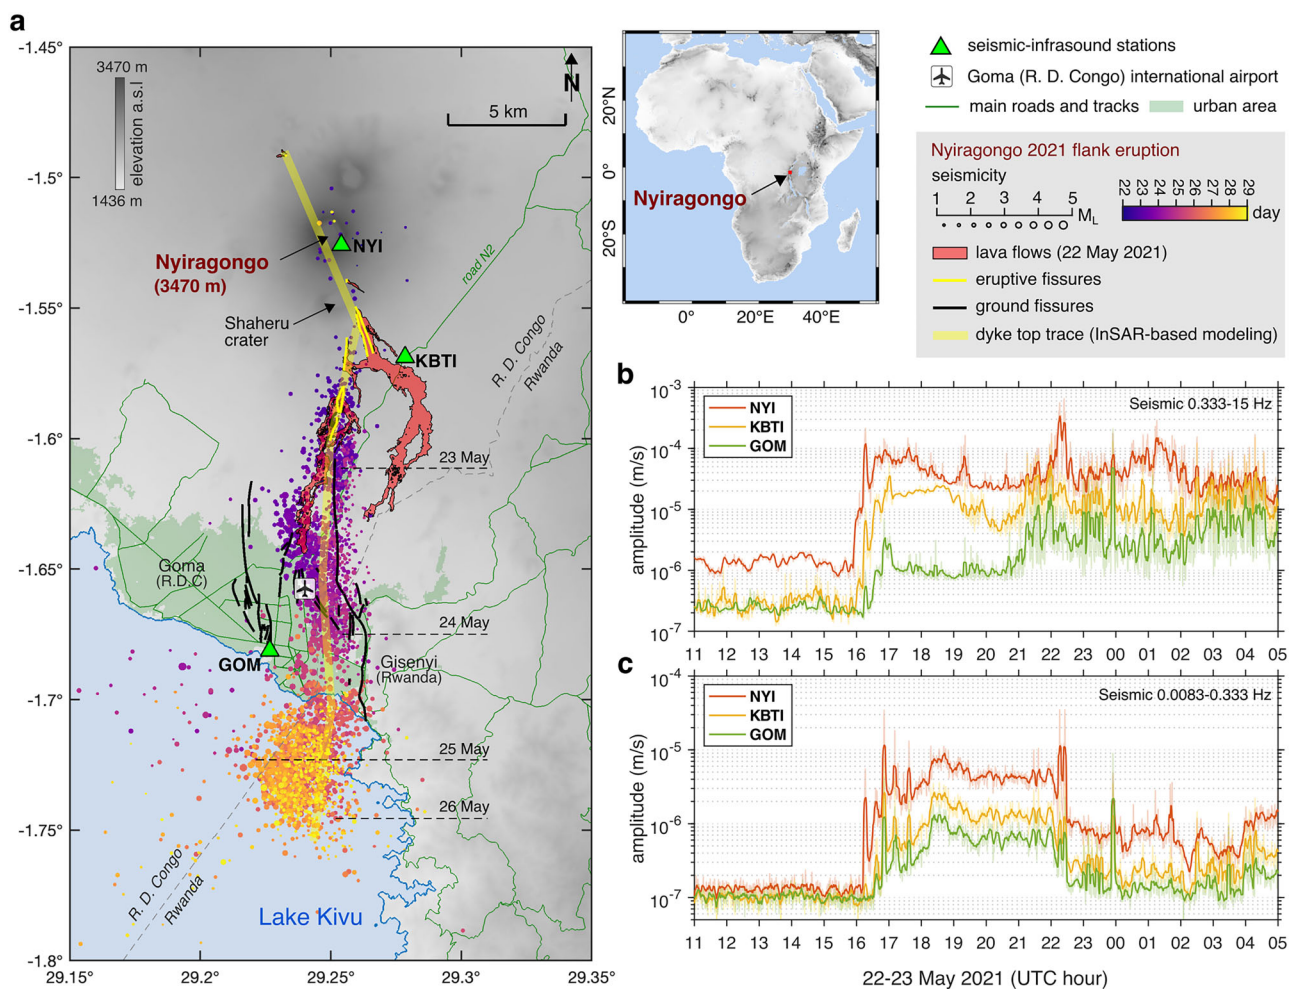 a
-1.45°
-1.5°
-1.55°
-1.6°
-1.65°
-1.7°
-1.75°
-1.8°
29.15
29.2
29.25
29.3
29.35°
3470 m
elevation a.s.l
1436 m
N
5 km
NYI
Nyiragongo
(3470 m)
road N2
Shaheru
crater
KBTI
R. D. Congo
Rwanda
23 May
Goma
(R.D.C)
24 May
GOM
Gisenyi
(Rwanda)
25 May
26 May
R. D. Congo
Rwanda
Lake Kivu
Nyiragongo
20°N
0°
20°S
0°
20°E
40°E
seismic-infrasound stations
Goma (R. D. Congo) international airport
main roads and tracks
urban area
Nyiragongo 2021 flank eruption
seismicity
1 2 3 4 5
ML
22 23 24 25 26 27 28 29
day
lava flows (22 May 2021)
eruptive fissures
ground fissures
dyke top trace (InSAR-based modeling)
b
10-3
10-4
10-5
10-6
10-7
amplitude (m/s)
NYI
KBTI
GOM
Seismic 0.333-15 Hz
11 12 13 14 15 16 17 18 19 20 21 22 23 00 01 02 03 04 05
c
10-4
10-5
10-6
10-7
amplitude (m/s)
NYI
KBTI
GOM
Seismic 0.0083-0.333 Hz
11 12 13 14 15 16 17 18 19 20 21 22 23 00 01 02 03 04 05
22-23 May 2021 (UTC hour)